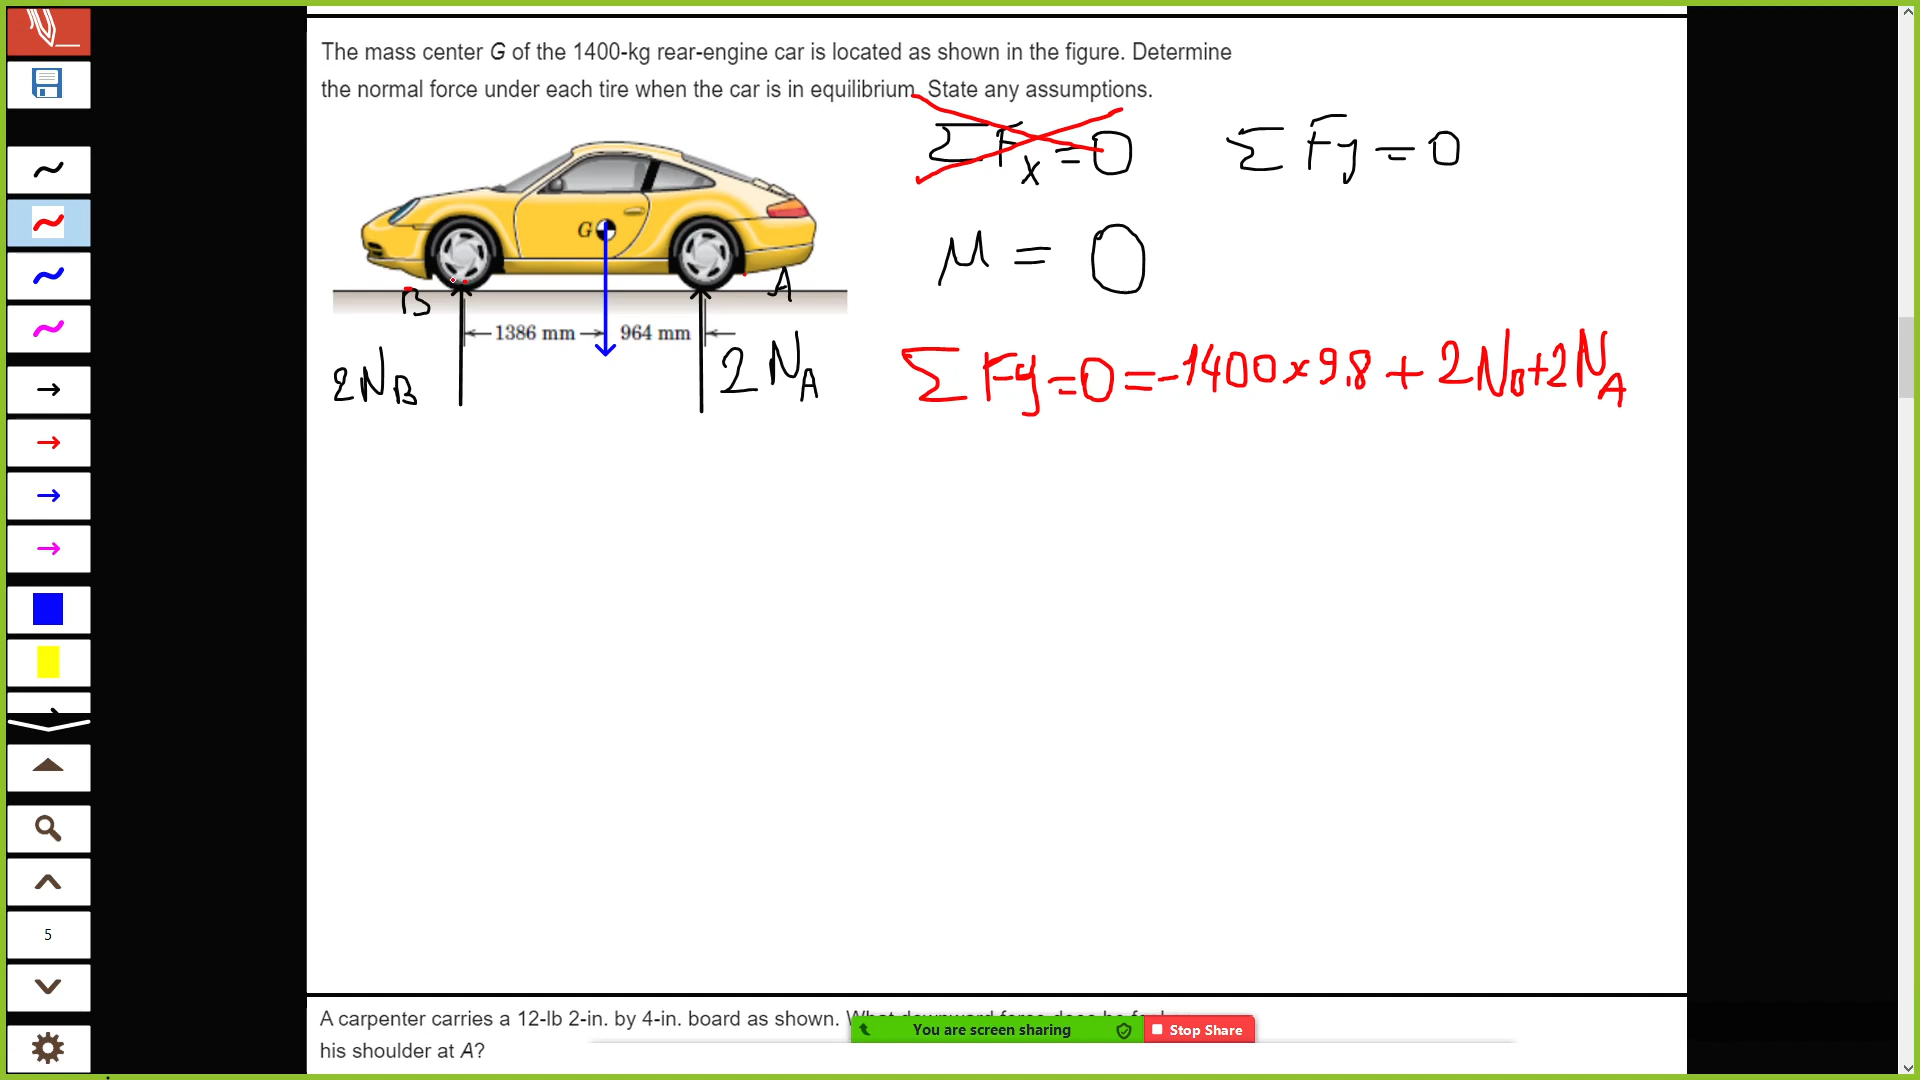 The mass center G of the 1400-kg rear-engine car is located as shown in the figure. Determine
the normal force under each tire when the car is in equilibrium. State any assumptions.
ΣFx=0
ΣFy=0
G
M = 0
A
B
1386 mm
964 mm
2NB
2NA
ΣFy=0=-1400×9.8+2NB+2NA
5
A carpenter carries a 12-lb 2-in. by 4-in. board as shown.
his shoulder at A?
You are screen sharing
Stop Share